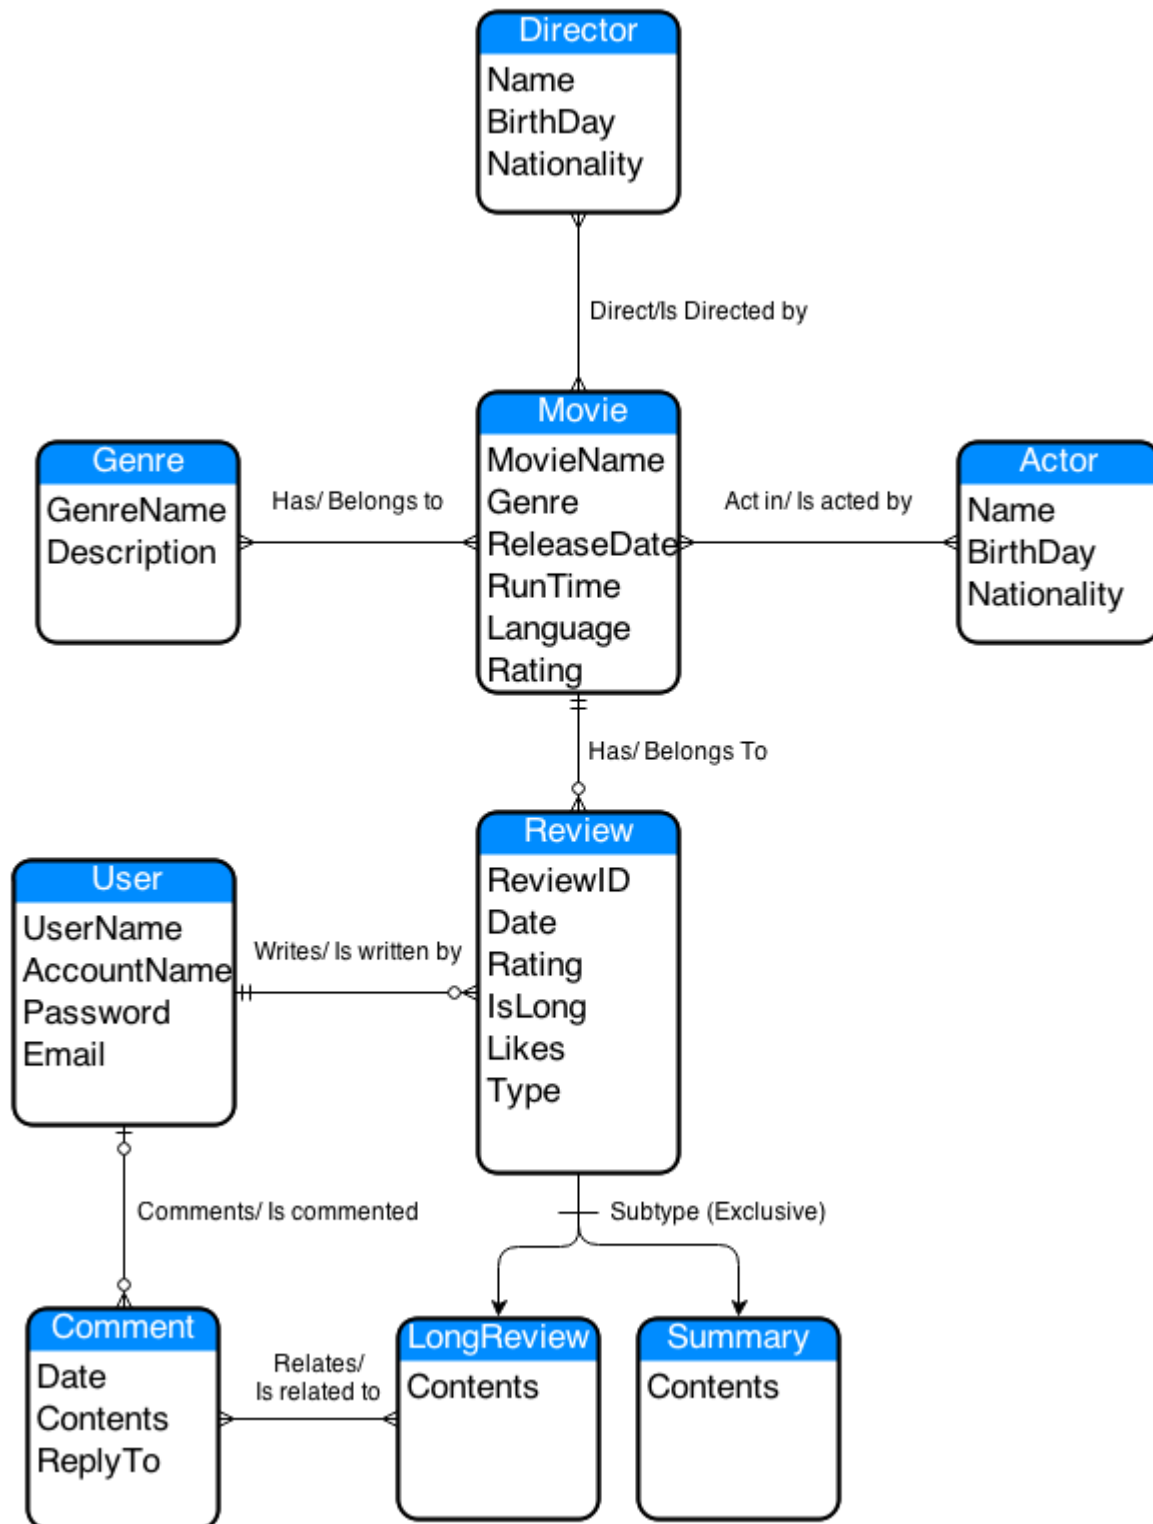 Director
Name
BirthDay
Nationality
Direct/Is Directed by
Movie
MovieName
Genre
ReleaseDate
RunTime
Language
Rating
Genre
GenreName
Description
Has/ Belongs to
Act in/ Is acted by
Actor
Name
BirthDay
Nationality
Has/ Belongs To
Review
ReviewID
Date
Rating
IsLong
Likes
Type
User
UserName
AccountName
Password
Email
Writes/ Is written by
Comments/ Is commented
Subtype (Exclusive)
Comment
Date
Contents
ReplyTo
Relates/
Is related to
LongReview
Contents
Summary
Contents